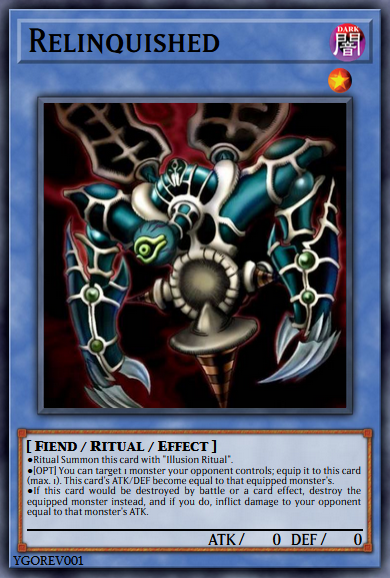 RELINQUISHED
DARK
闇
[ FIEND / RITUAL / EFFECT ]
●Ritual Summon this card with "Illusion Ritual".
●[OPT] You can target 1 monster your opponent controls; equip it to this card
(max. 1). This card's ATK/DEF become equal to that equipped monster's.
●If this card would be destroyed by battle or a card effect, destroy the
equipped monster instead, and if you do, inflict damage to your opponent
equal to that monster's ATK.
ATK / 0 DEF / 0
YGOREV001